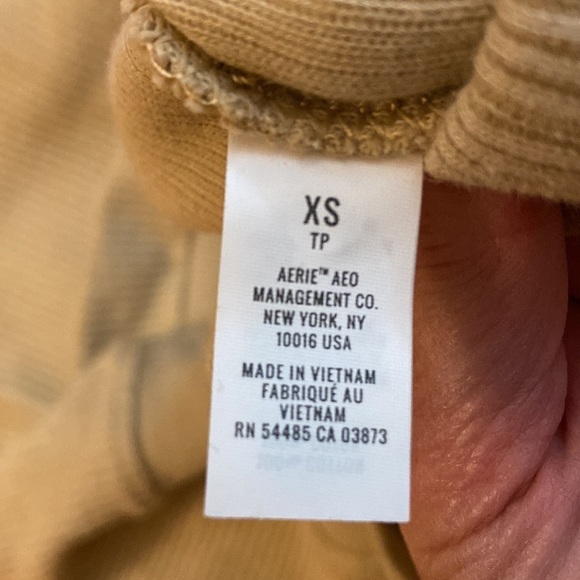 XS
TP
AERIE™ AEO
MANAGEMENT CO.
NEW YORK, NY
10016 USA
MADE IN VIETNAM
FABRIQUÉ AU
VIETNAM
RN 54485 CA 03873